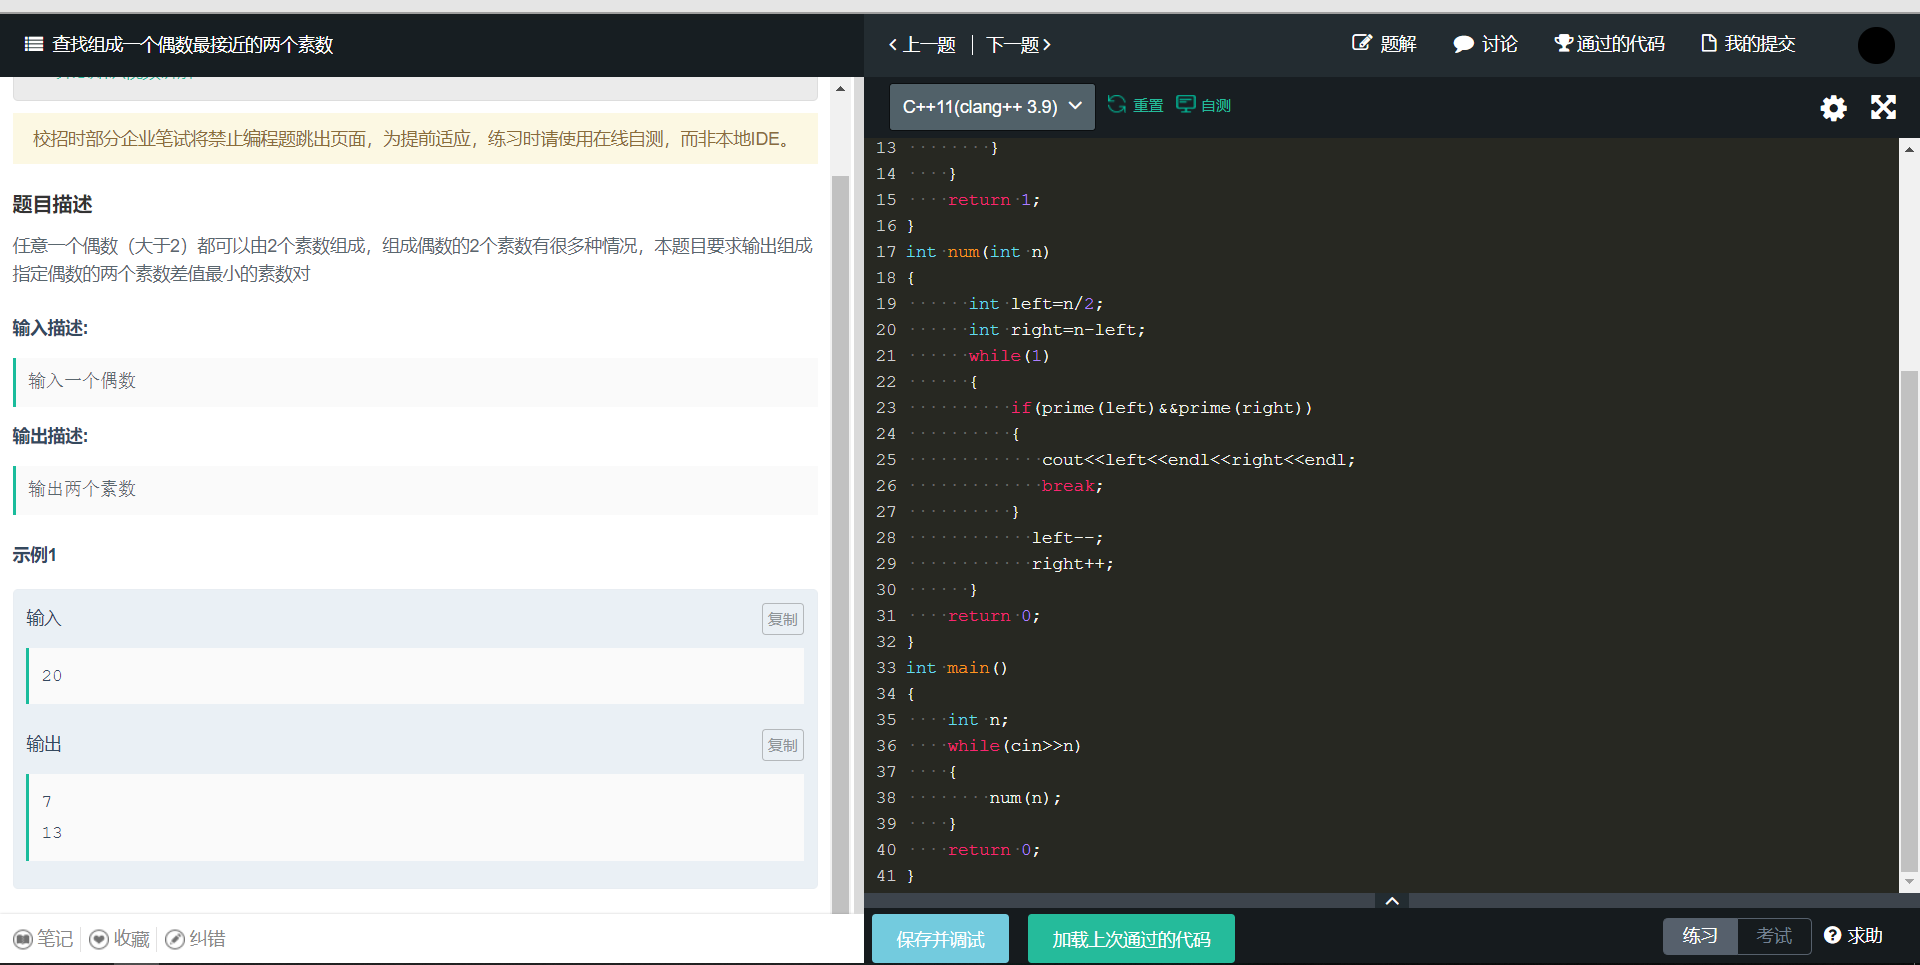 查找组成一个偶数最接近的两个素数
上一题
下一题
题解
讨论
通过的代码
我的提交
校招时部分企业笔试将禁止编程题跳出页面，为提前适应，练习时请使用在线自测，而非本地IDE。
题目描述
任意一个偶数（大于2）都可以由2个素数组成，组成偶数的2个素数有很多种情况，本题目要求输出组成
指定偶数的两个素数差值最小的素数对
输入描述:
输入一个偶数
输出描述:
输出两个素数
示例1
输入
复制
20
输出
复制
7
13
笔记
收藏
纠错
C++11(clang++ 3.9)
重置
自测
13 }
14 }
15 return 1;
16 }
17 int num(int n)
18 {
19 int left=n/2;
20 int right=n-left;
21 while(1)
22 {
23 if(prime(left)&&prime(right))
24 {
25 cout<<left<<endl<<right<<endl;
26 break;
27 }
28 left--;
29 right++;
30 }
31 return 0;
32 }
33 int main()
34 {
35 int n;
36 while(cin>>n)
37 {
38 num(n);
39 }
40 return 0;
41 }
保存并调试
加载上次通过的代码
练习
考试
求助